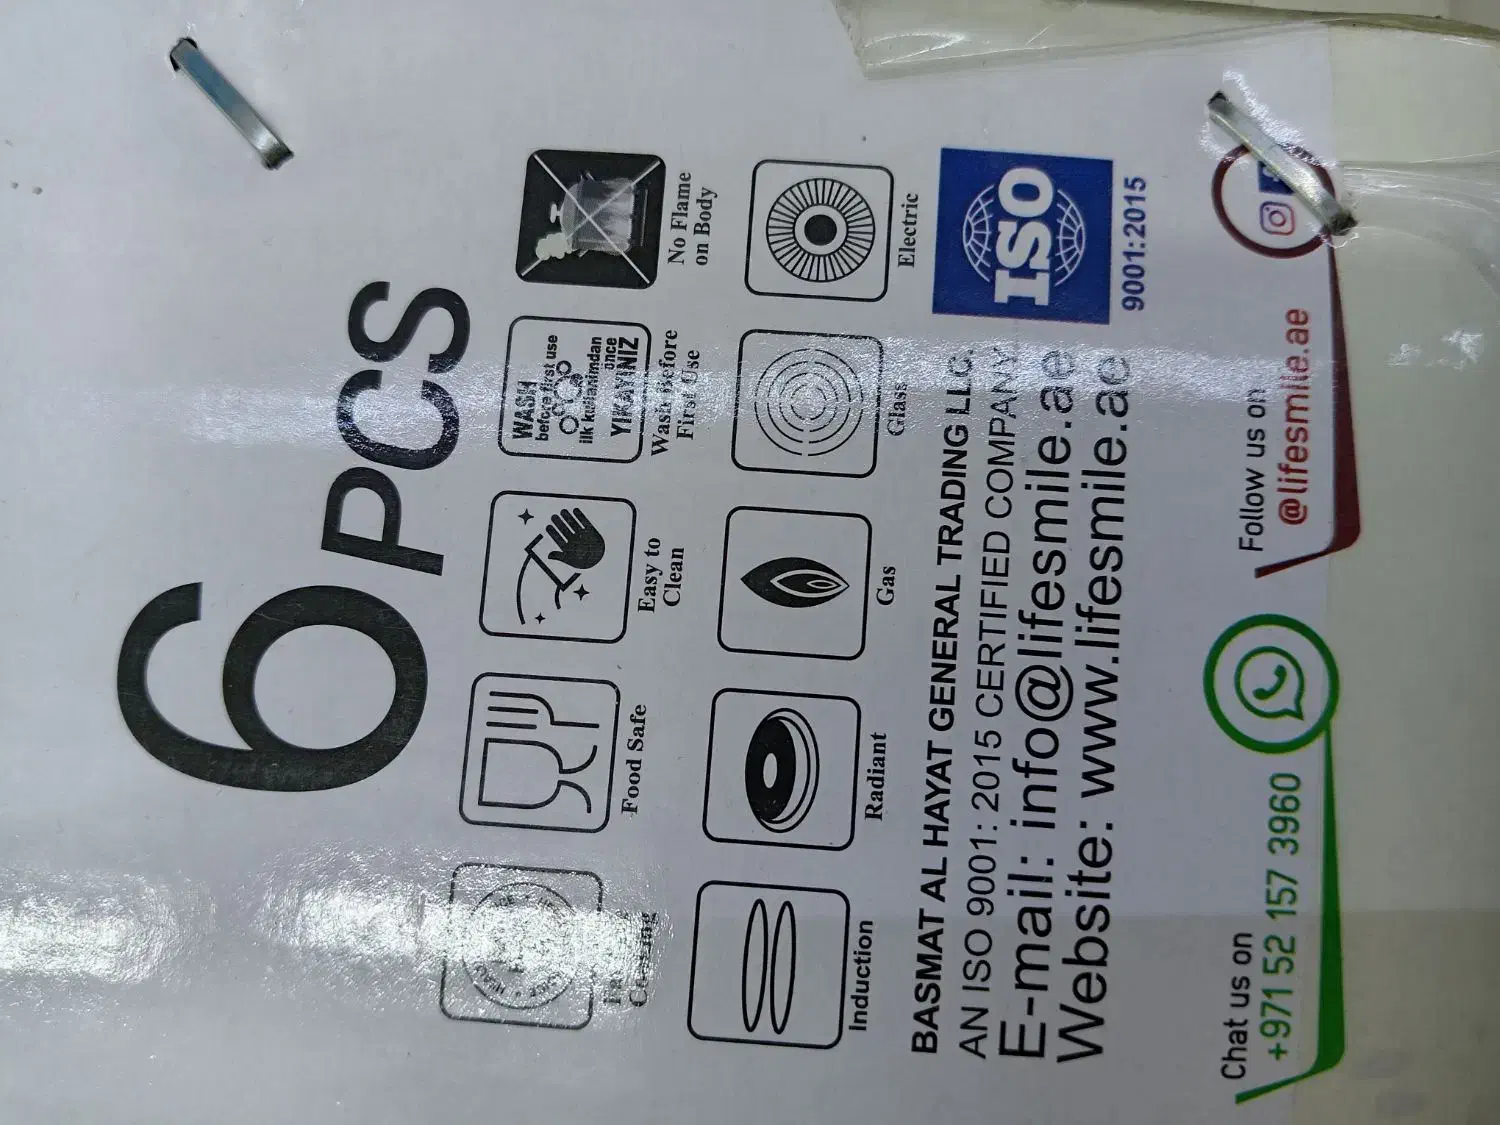 6 PCS
WASH
before first use
ilk kullanimdan
önce
YIKAYINIZ
Food Safe
Easy to
Clean
Wash Before
First Use
No Flame
on Body
Induction
Radiant
Gas
Glass
Electric
BASMAT AL HAYAT GENERAL TRADING LLC.
AN ISO 9001: 2015 CERTIFIED COMPANY
E-mail: info@lifesmile.ae
Website: www.lifesmile.ae
ISO
9001:2015
Chat us on
+971 52 157 3960
Follow us on
@lifesmile.ae